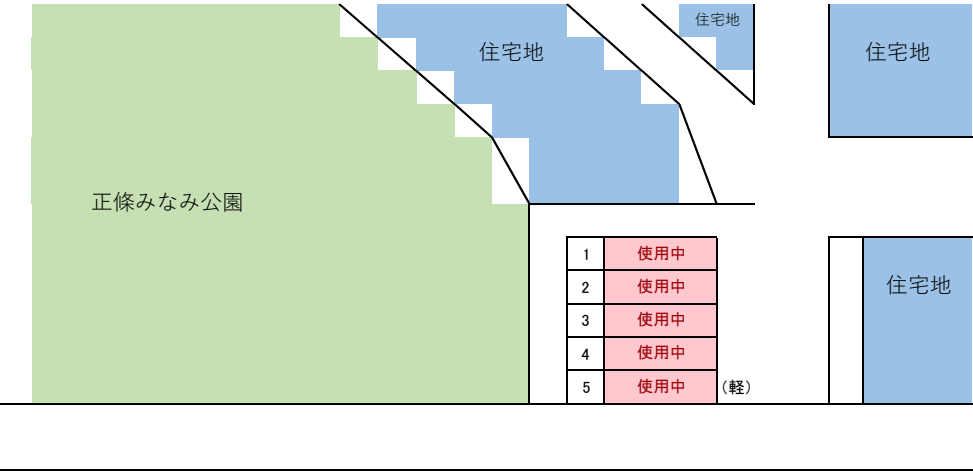 住宅地
住宅地
住宅地
正條みなみ公園
1 使用中
2 使用中
住宅地
3 使用中
4 使用中
5 使用中 （軽）